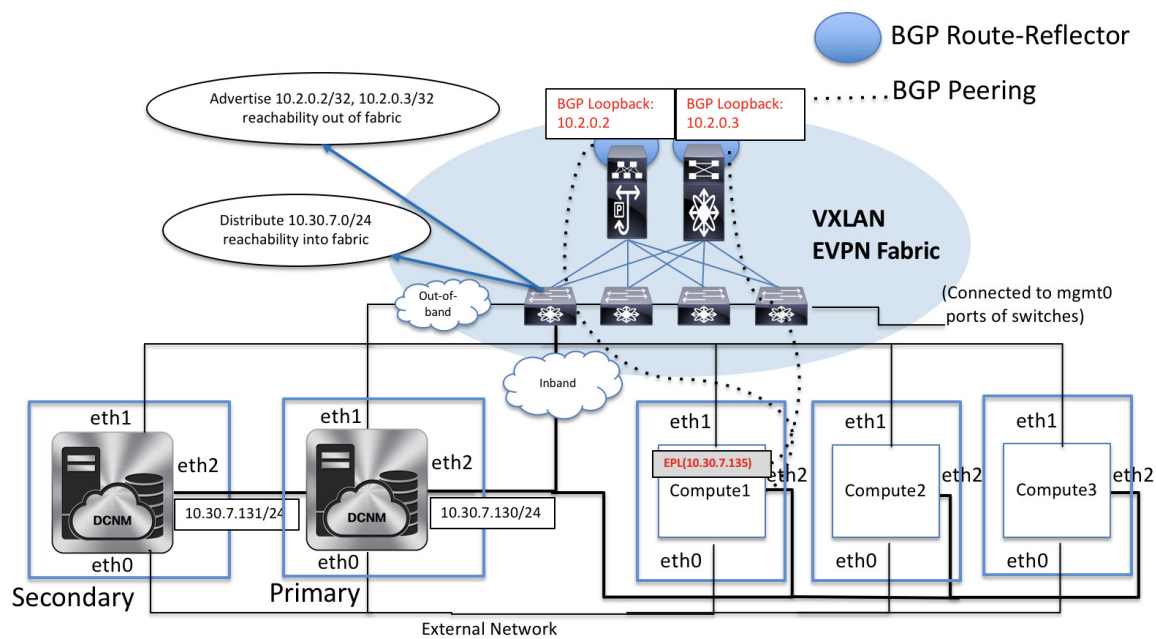 BGP Route-Reflector
BGP Peering
Advertise 10.2.0.2/32, 10.2.0.3/32
reachability out of fabric
BGP Loopback:
10.2.0.2
BGP Loopback:
10.2.0.3
Distribute 10.30.7.0/24
reachability into fabric
VXLAN
EVPN Fabric
P
Out-of-
band
(Connected to mgmt0
ports of switches)
Inband
eth1
eth2
DCNM
10.30.7.131/24
eth0
Secondary
eth1
eth2
DCNM
10.30.7.130/24
eth0
Primary
eth1
EPL(10.30.7.135)
eth2
Compute1
eth0
eth1
eth2
Compute2
eth0
eth1
eth2
Compute3
eth0
External Network